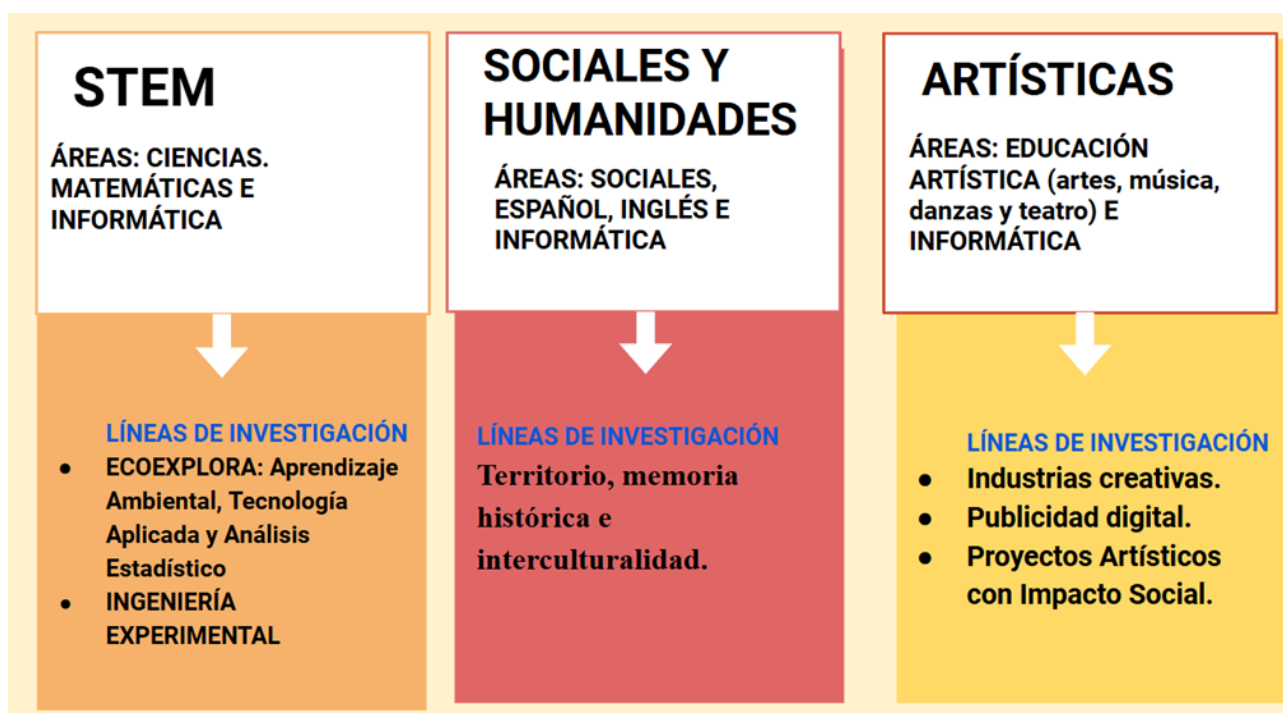 STEM
ÁREAS: CIENCIAS.
MATEMÁTICAS E
INFORMÁTICA
LÍNEAS DE INVESTIGACIÓN
● ECOEXPLORA: Aprendizaje
Ambiental, Tecnología
Aplicada y Análisis
Estadístico
● INGENIERÍA
EXPERIMENTAL
SOCIALES Y
HUMANIDADES
ÁREAS: SOCIALES,
ESPAÑOL, INGLÉS E
INFORMÁTICA
LÍNEAS DE INVESTIGACIÓN
Territorio, memoria
histórica e
interculturalidad.
ARTÍSTICAS
ÁREAS: EDUCACIÓN
ARTÍSTICA (artes, música,
danzas y teatro) E
INFORMÁTICA
LÍNEAS DE INVESTIGACIÓN
● Industrias creativas.
● Publicidad digital.
● Proyectos Artísticos
con Impacto Social.